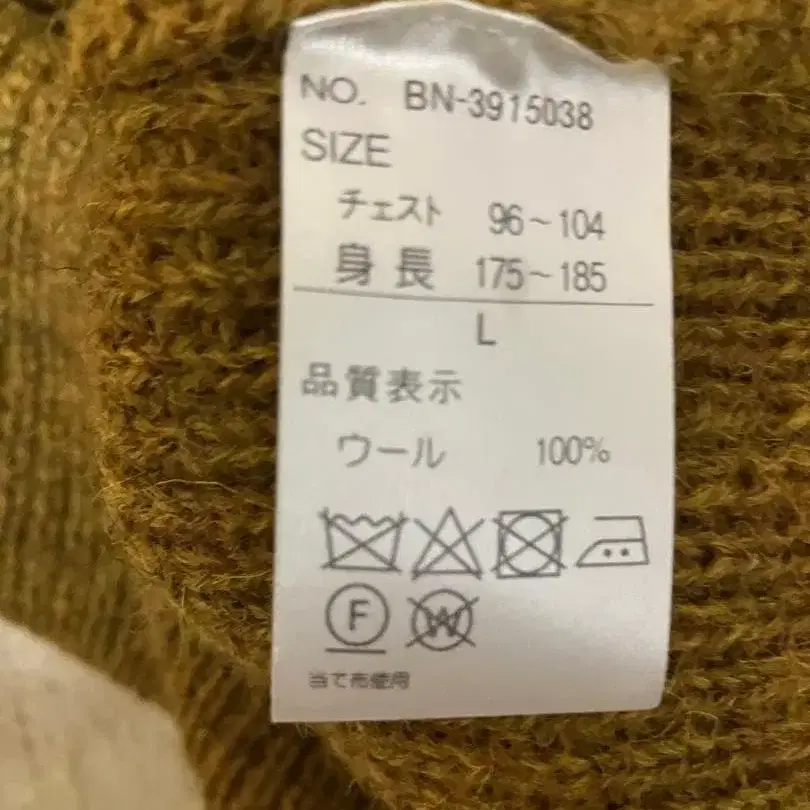 NO. BN-3915038
SIZE
チェスト 96~104
身長 175~185
L
品質表示
ウール 100%
F W
当て布使用